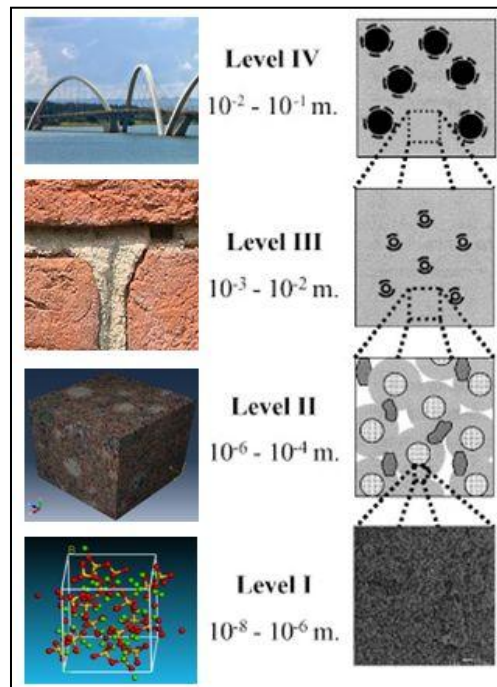 Level IV
10⁻² - 10⁻¹ m.
Level III
10⁻³ - 10⁻² m.
Level II
10⁻⁶ - 10⁻⁴ m.
B
Level I
10⁻⁸ - 10⁻⁶ m.